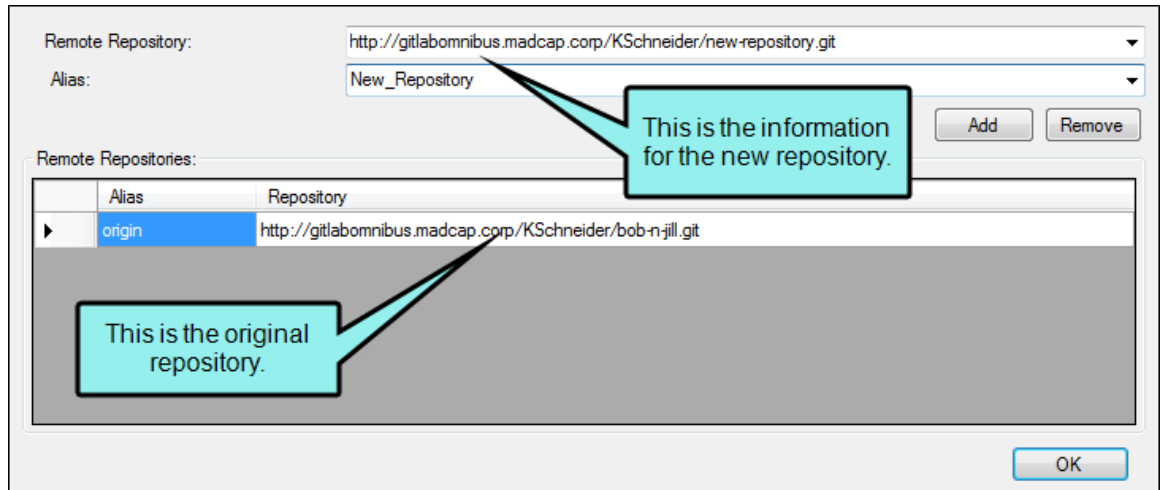 Remote Repository: http://gitlabomnibus.madcap.corp/KSchneider/new-repository.git
Alias: New_Repository
This is the information
for the new repository.
Add Remove
Remote Repositories:
Alias Repository
origin http://gitlabomnibus.madcap.corp/KSchneider/bob-n-jill.git
This is the original
repository.
OK